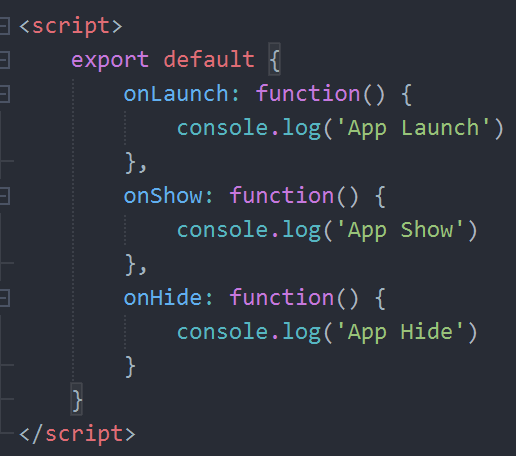 <script>
    export default {
        onLaunch: function() {
            console.log('App Launch')
        },
        onShow: function() {
            console.log('App Show')
        },
        onHide: function() {
            console.log('App Hide')
        }
    }
</script>